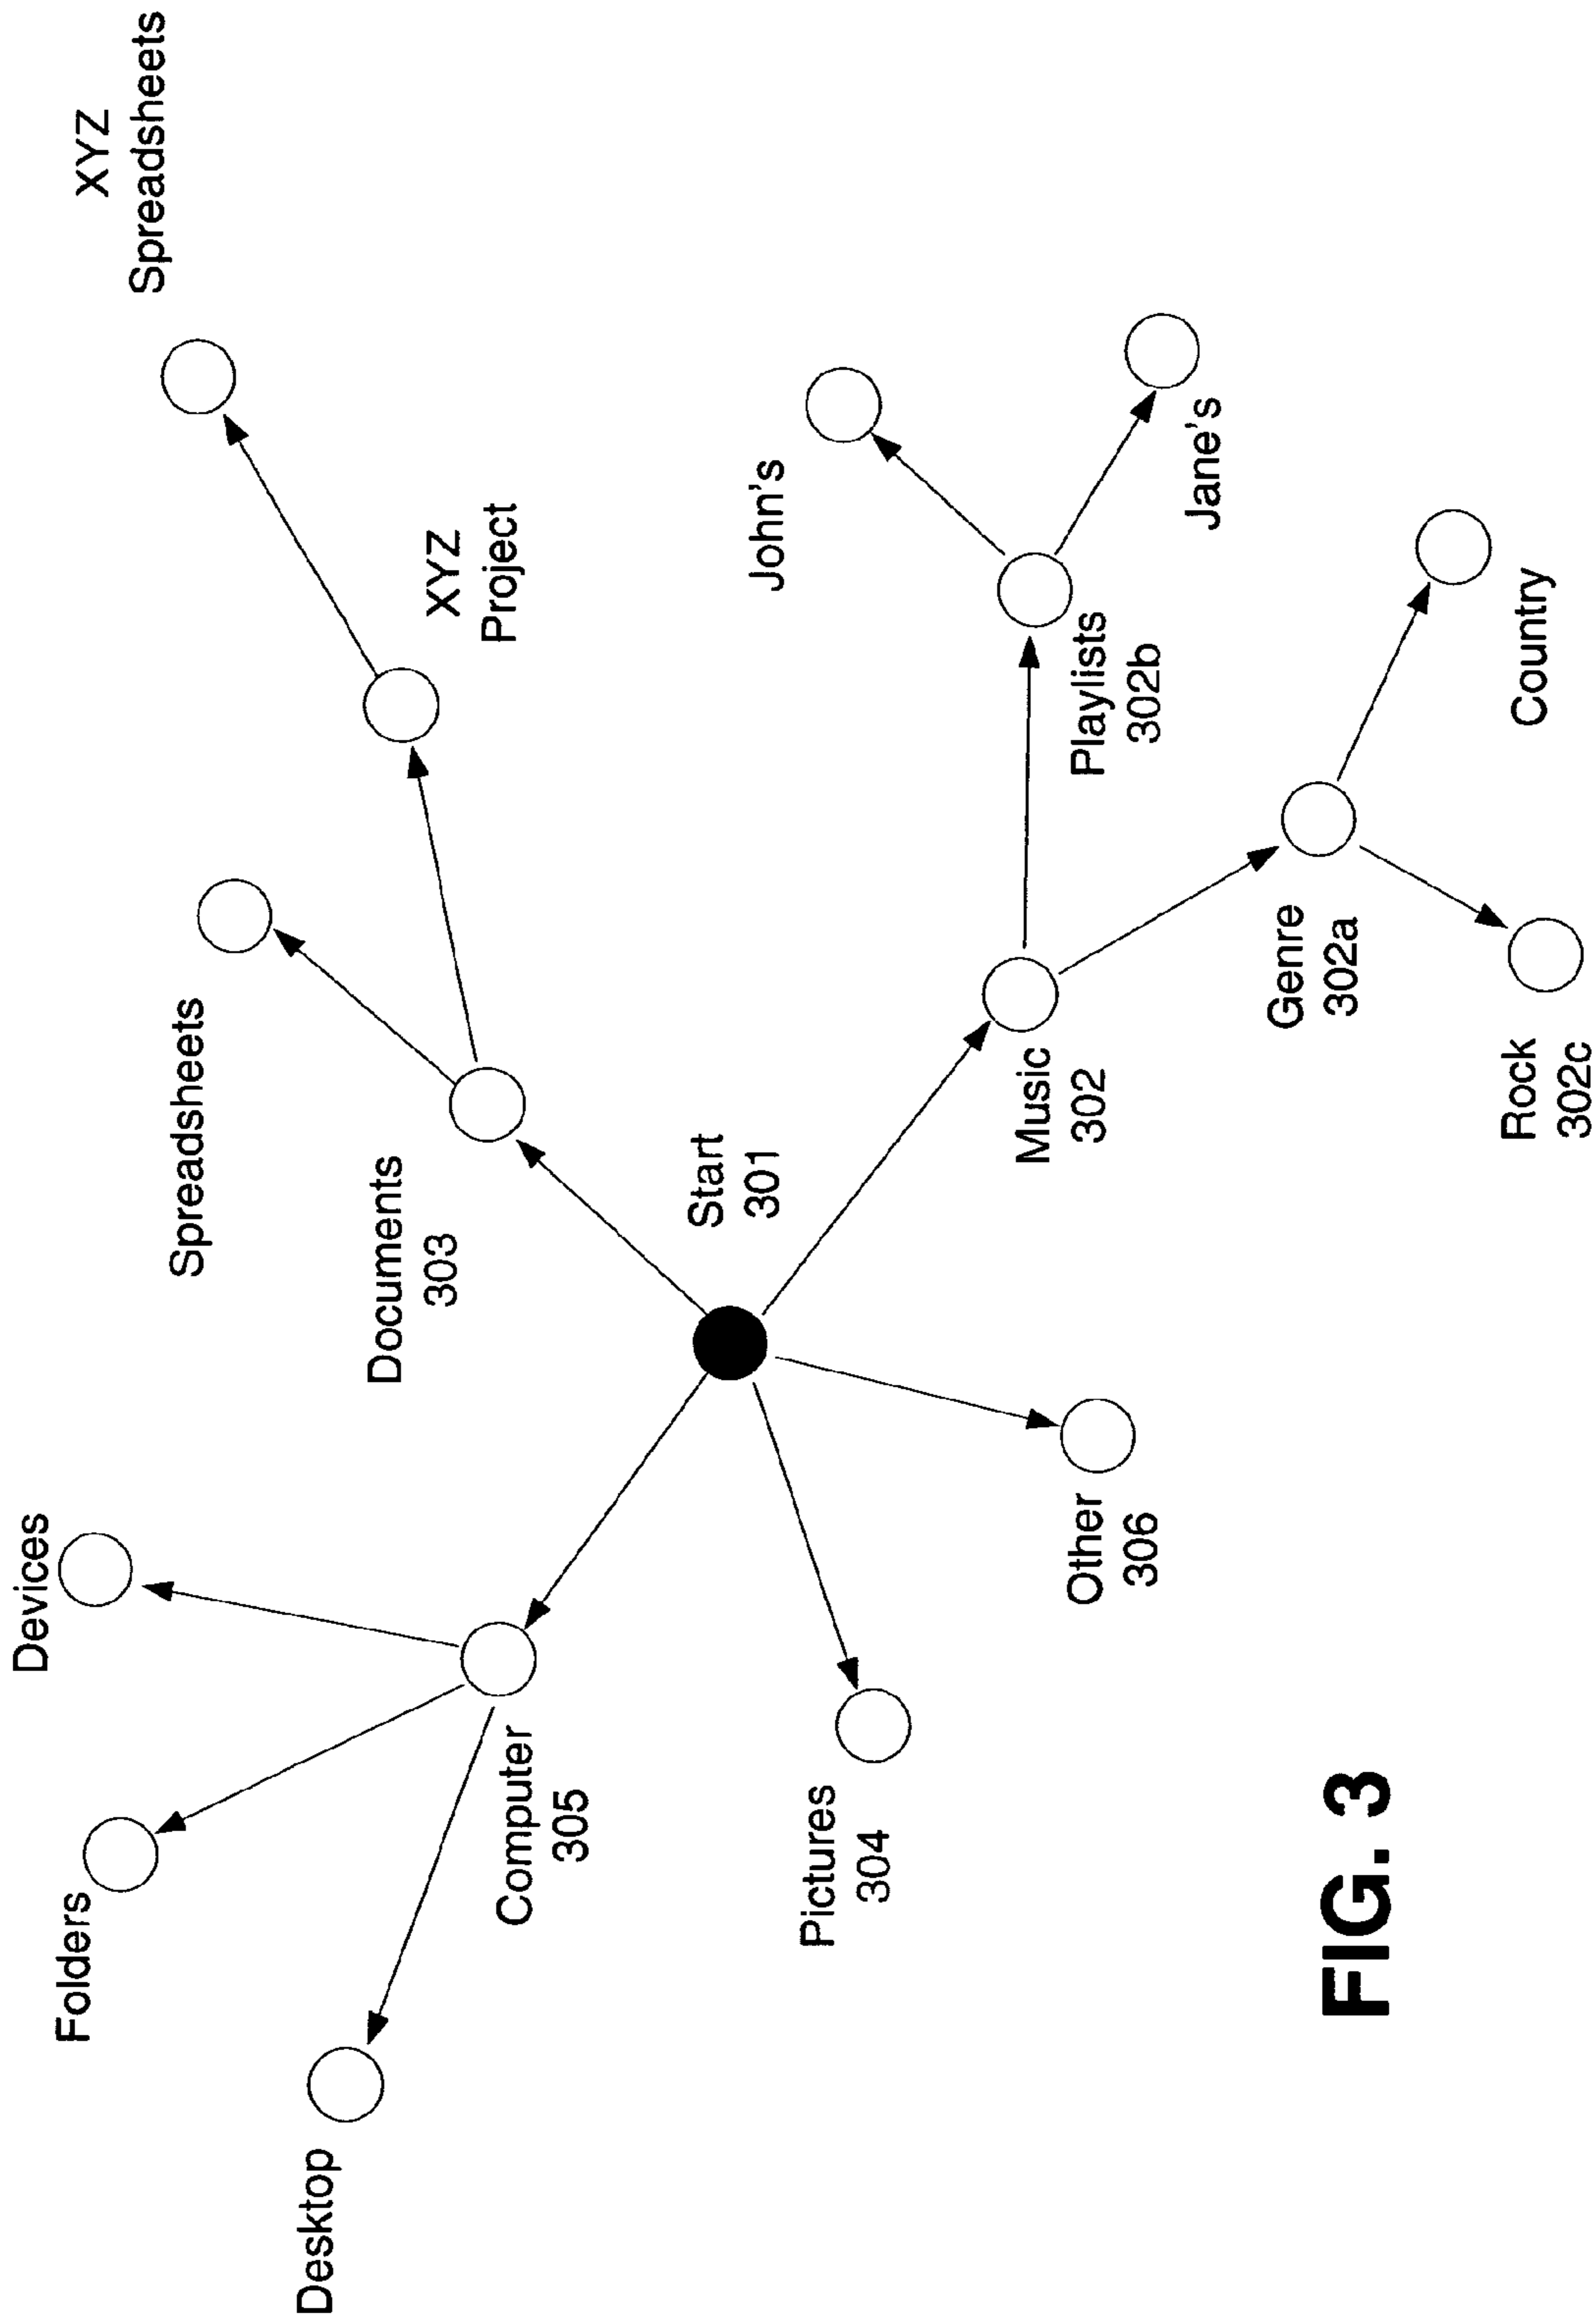 XYZ
Spreadsheets
Devices
Folders
Spreadsheets
XYZ
Project
Desktop
Documents
303
Computer
305
John's
Start
301
Pictures
304
Music
302
Playlists
302b
Jane's
Other
306
Genre
302a
Country
Rock
302c
FIG. 3